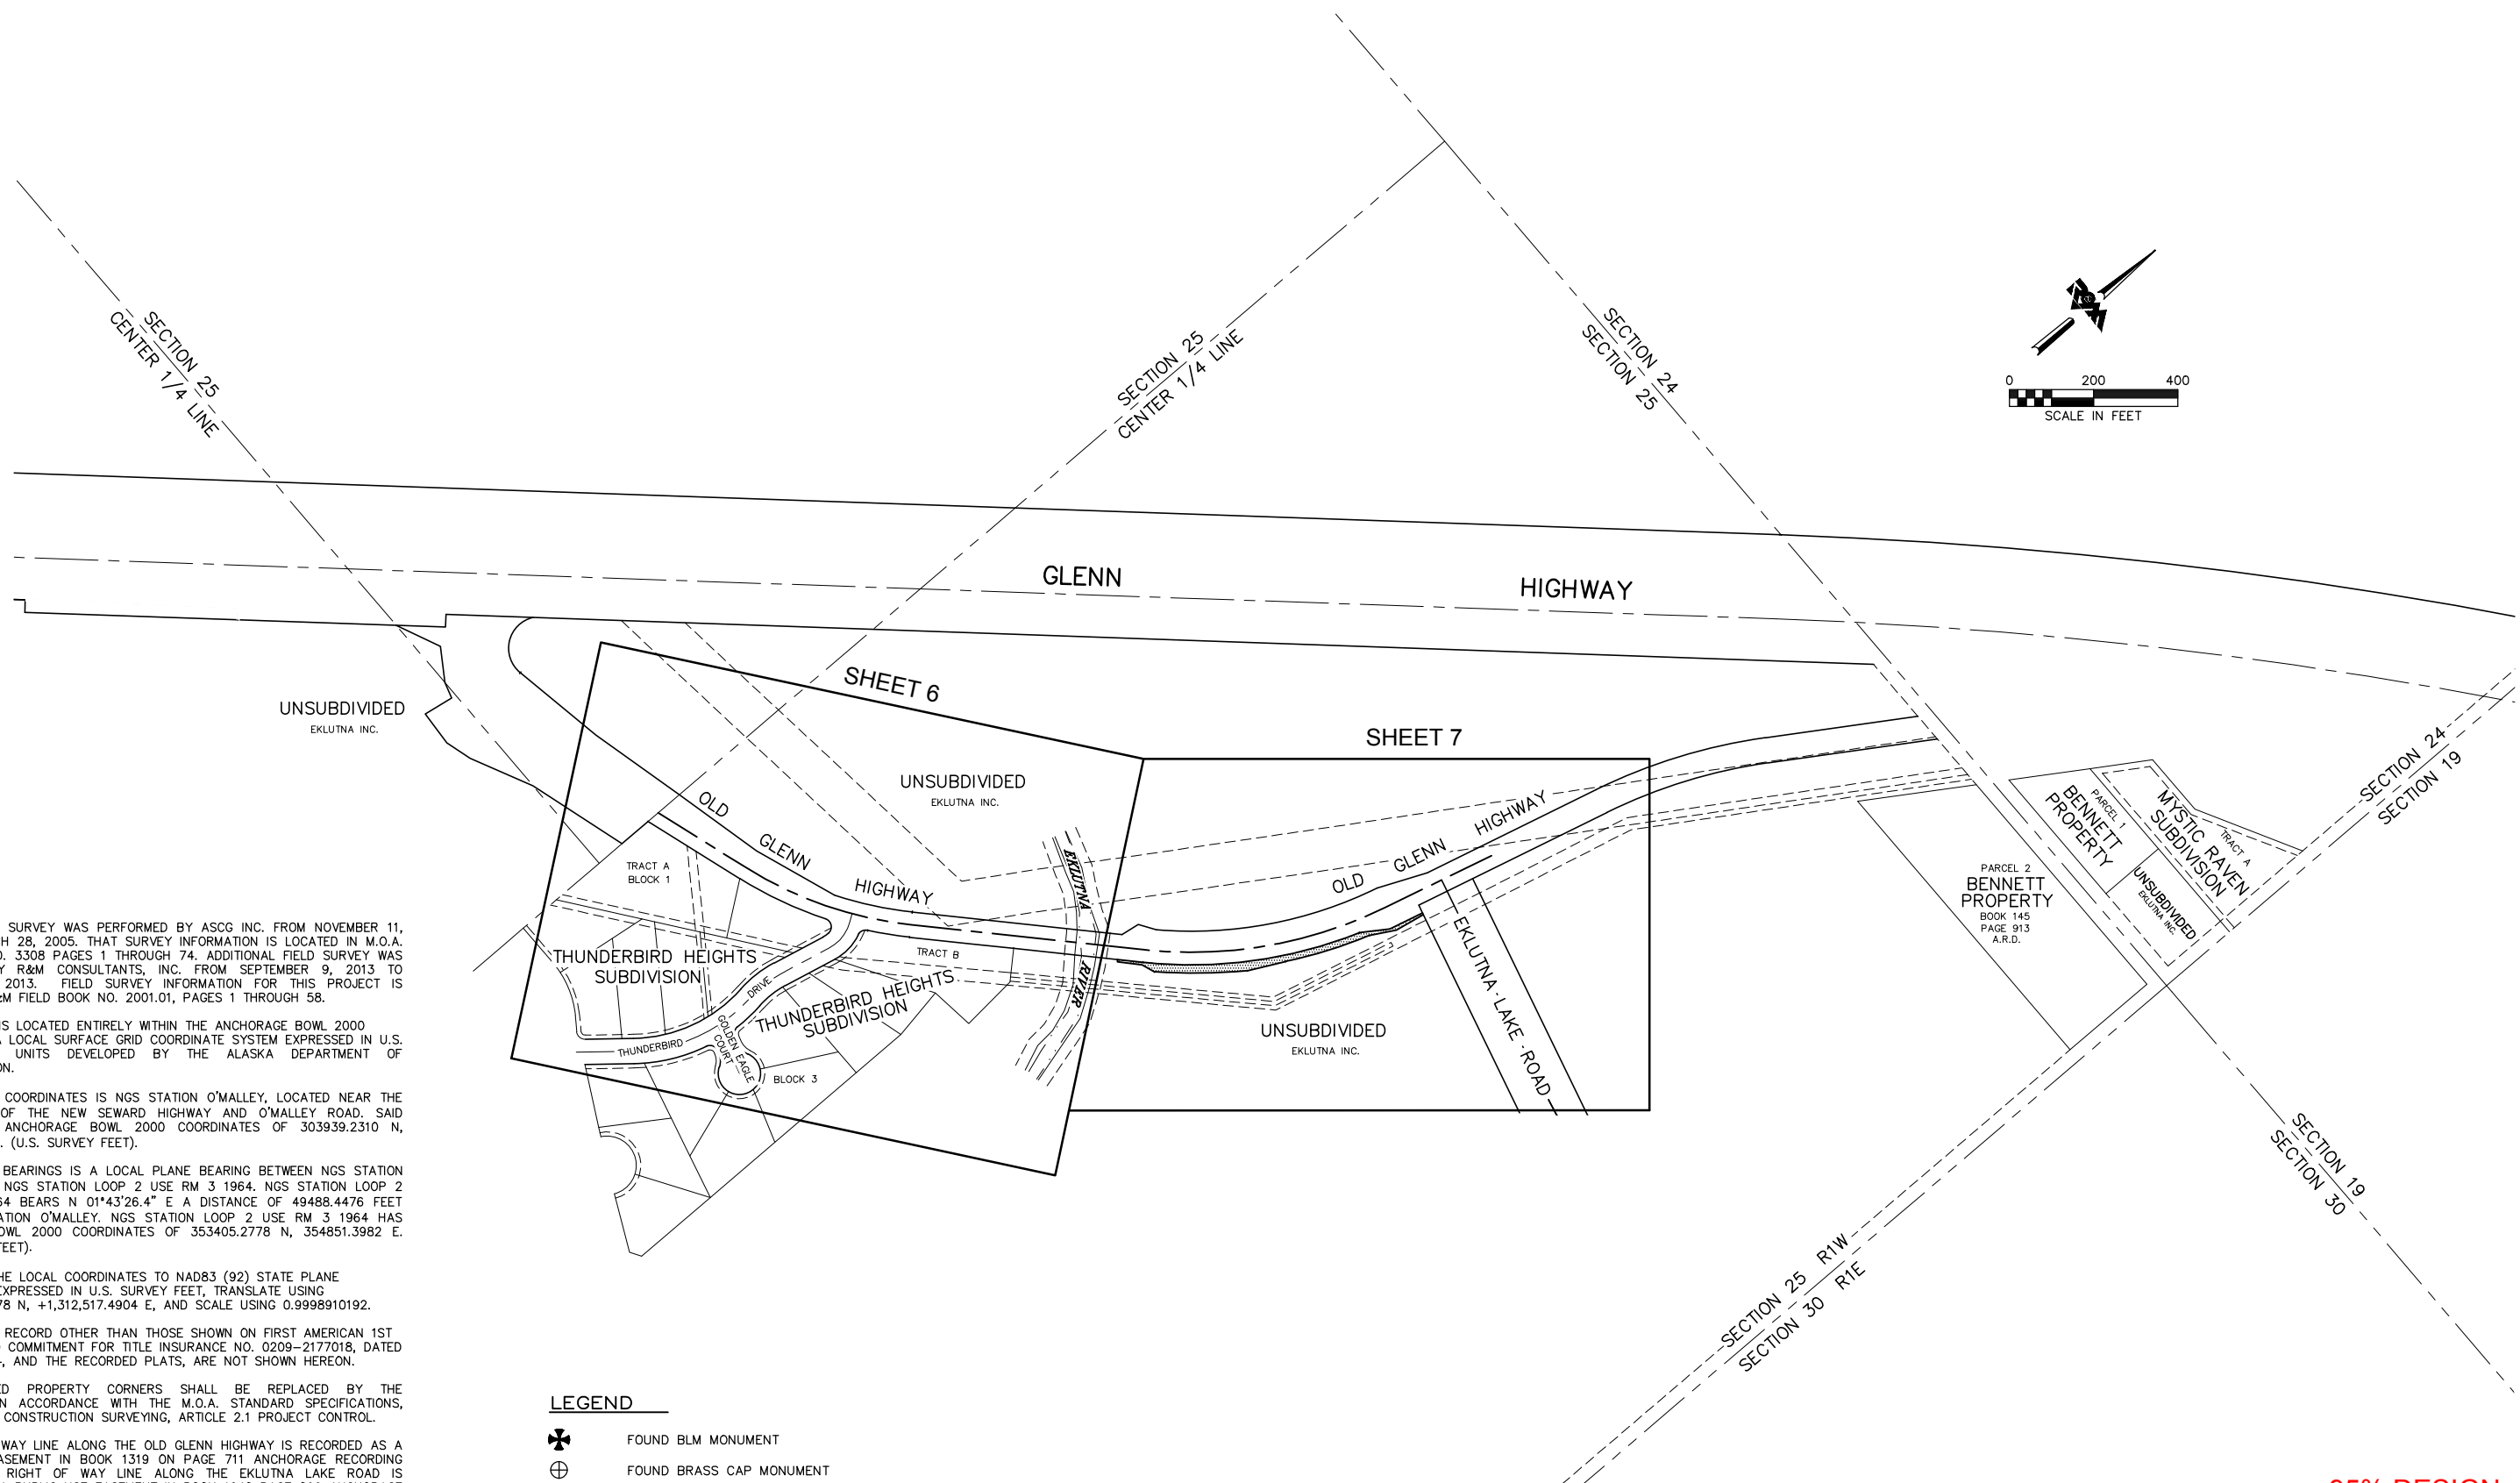 SECTION 25
CENTER 1/4 LINE
SECTION 25
CENTER 1/4 LINE
SECTION 24
SECTION 25
0 200 400
SCALE IN FEET
GLENN HIGHWAY
SHEET 6
SHEET 7
UNSUBDIVIDED
EKLUTNA INC.
UNSUBDIVIDED
EKLUTNA INC.
OLD GLENN HIGHWAY
OLD GLENN HIGHWAY
EKLUTNA RIVER
TRACT A
BLOCK 1
THUNDERBIRD HEIGHTS
SUBDIVISION
TRACT B
THUNDERBIRD HEIGHTS
SUBDIVISION
THUNDERBIRD DRIVE
GOLDEN EAGLE
COURT
BLOCK 3
UNSUBDIVIDED
EKLUTNA INC.
EKLUTNA LAKE ROAD
PARCEL 2
BENNETT
PROPERTY
BOOK 145
PAGE 913
A.R.D.
BENNETT
PROPERTY
PARCEL 1
MYSTIC RAVEN
SUBDIVISION
TRACT A
UNSUBDIVIDED
EKLUTNA INC.
SECTION 24
SECTION 19
SECTION 19
SECTION 30
SECTION 25 R1W
SECTION 30 R1E
SURVEY WAS PERFORMED BY ASCG INC. FROM NOVEMBER 11,
28, 2005. THAT SURVEY INFORMATION IS LOCATED IN M.O.A.
3308 PAGES 1 THROUGH 74. ADDITIONAL FIELD SURVEY WAS
R&M CONSULTANTS, INC. FROM SEPTEMBER 9, 2013 TO
2013. FIELD SURVEY INFORMATION FOR THIS PROJECT IS
FIELD BOOK NO. 2001.01, PAGES 1 THROUGH 58.
IS LOCATED ENTIRELY WITHIN THE ANCHORAGE BOWL 2000
A LOCAL SURFACE GRID COORDINATE SYSTEM EXPRESSED IN U.S.
UNITS DEVELOPED BY THE ALASKA DEPARTMENT OF
ON.
COORDINATES IS NGS STATION O'MALLEY, LOCATED NEAR THE
OF THE NEW SEWARD HIGHWAY AND O'MALLEY ROAD. SAID
ANCHORAGE BOWL 2000 COORDINATES OF 303939.2310 N,
. (U.S. SURVEY FEET).
BEARINGS IS A LOCAL PLANE BEARING BETWEEN NGS STATION
NGS STATION LOOP 2 USE RM 3 1964. NGS STATION LOOP 2
64 BEARS N 01°43'26.4" E A DISTANCE OF 49488.4476 FEET
ATION O'MALLEY. NGS STATION LOOP 2 USE RM 3 1964 HAS
OWL 2000 COORDINATES OF 353405.2778 N, 354851.3982 E.
FEET).
HE LOCAL COORDINATES TO NAD83 (92) STATE PLANE
EXPRESSED IN U.S. SURVEY FEET, TRANSLATE USING
78 N, +1,312,517.4904 E, AND SCALE USING 0.9998910192.
RECORD OTHER THAN THOSE SHOWN ON FIRST AMERICAN 1ST
COMMITMENT FOR TITLE INSURANCE NO. 0209-2177018, DATED
, AND THE RECORDED PLATS, ARE NOT SHOWN HEREON.
ED PROPERTY CORNERS SHALL BE REPLACED BY THE
IN ACCORDANCE WITH THE M.O.A. STANDARD SPECIFICATIONS,
CONSTRUCTION SURVEYING, ARTICLE 2.1 PROJECT CONTROL.
WAY LINE ALONG THE OLD GLENN HIGHWAY IS RECORDED AS A
EASEMENT IN BOOK 1319 ON PAGE 711 ANCHORAGE RECORDING
RIGHT OF WAY LINE ALONG THE EKLUTNA LAKE ROAD IS
LEGEND
FOUND BLM MONUMENT
FOUND BRASS CAP MONUMENT